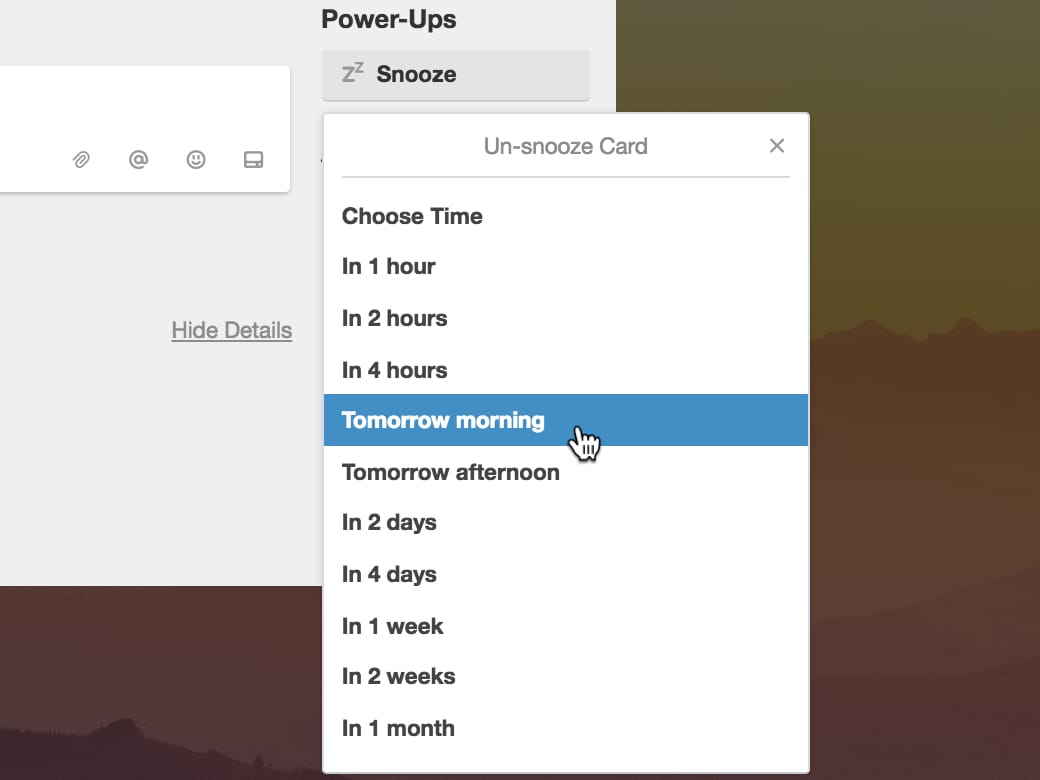 Power-Ups
zZ Snooze
Un-snooze Card
Choose Time
In 1 hour
In 2 hours
Hide Details
In 4 hours
Tomorrow morning
Tomorrow afternoon
In 2 days
In 4 days
In 1 week
In 2 weeks
In 1 month